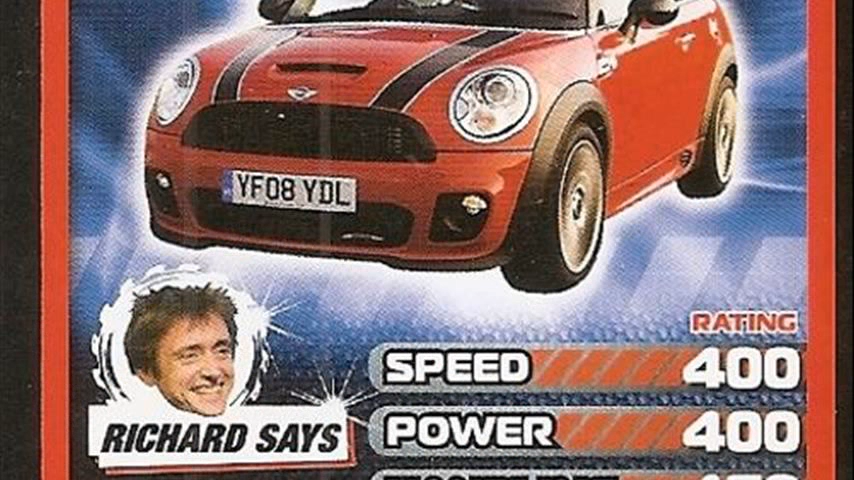 YF08 YDL
RATING
SPEED 400
RICHARD SAYS
POWER 400